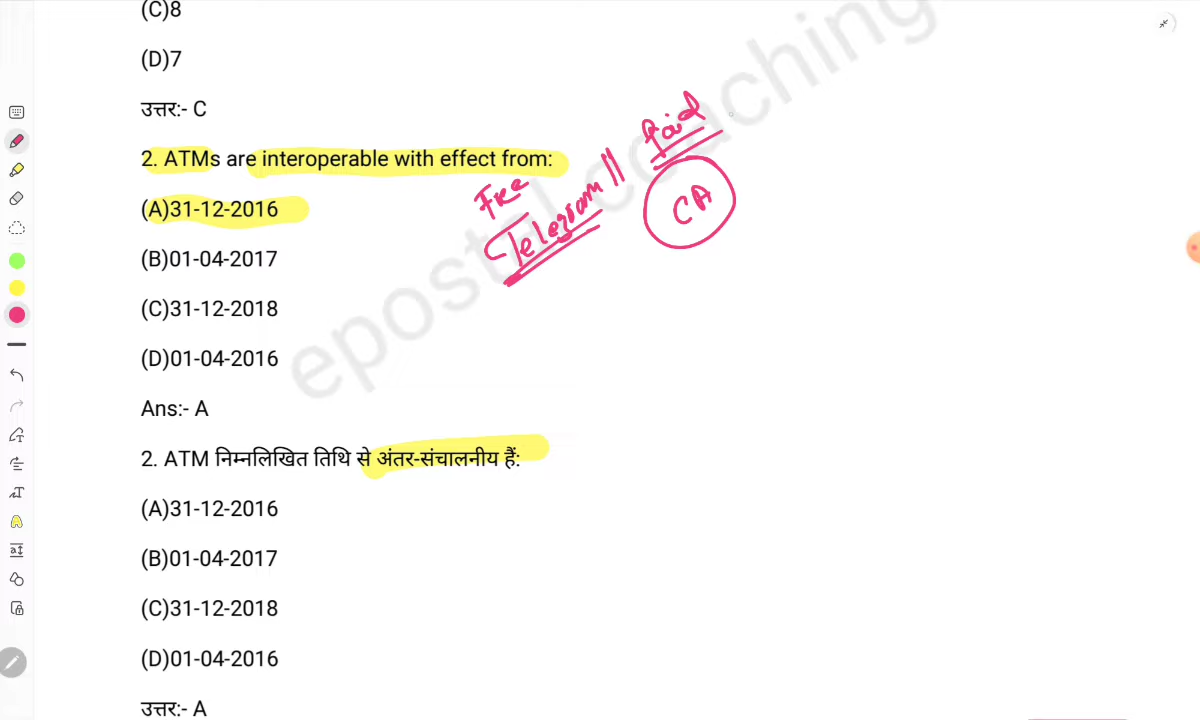 (C)8
(D)7
उत्तर:- C
2. ATMs are interoperable with effect from:
(A)31-12-2016
(B)01-04-2017
(C)31-12-2018
(D)01-04-2016
Ans:- A
2. ATM निम्नलिखित तिथि से अंतर-संचालनीय हैं:
(A)31-12-2016
(B)01-04-2017
(C)31-12-2018
(D)01-04-2016
उत्तर:- A
Free
Telegram ||
Paid
CA
epostal coaching